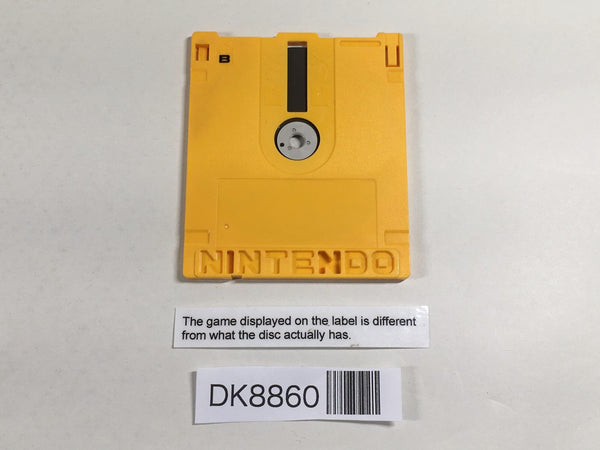 B
NINTENDO
The game displayed on the label is different
from what the disc actually has.
DK8860